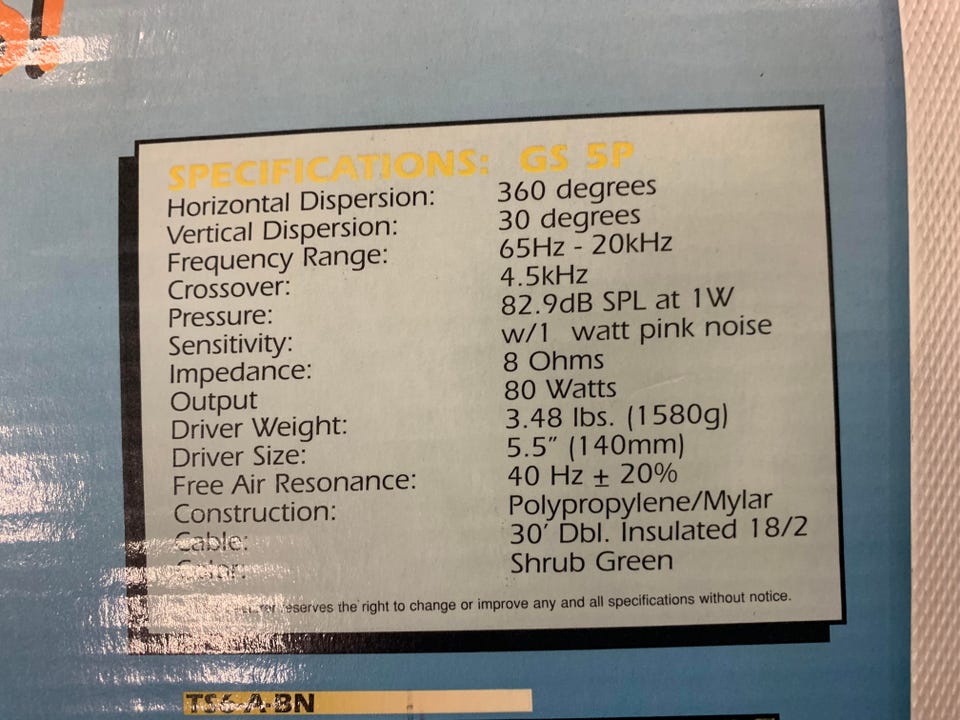 SPECIFICATIONS: GS 5P
Horizontal Dispersion: 360 degrees
Vertical Dispersion: 30 degrees
Frequency Range: 65Hz - 20kHz
Crossover: 4.5kHz
Pressure: 82.9dB SPL at 1W
Sensitivity: w/1 watt pink noise
Impedance: 8 Ohms
Output 80 Watts
Driver Weight: 3.48 lbs. (1580g)
Driver Size: 5.5" (140mm)
Free Air Resonance: 40 Hz ± 20%
Construction: Polypropylene/Mylar
Cable: 30' Dbl. Insulated 18/2
Color: Shrub Green
reserves the right to change or improve any and all specifications without notice.
TS6-A-BN